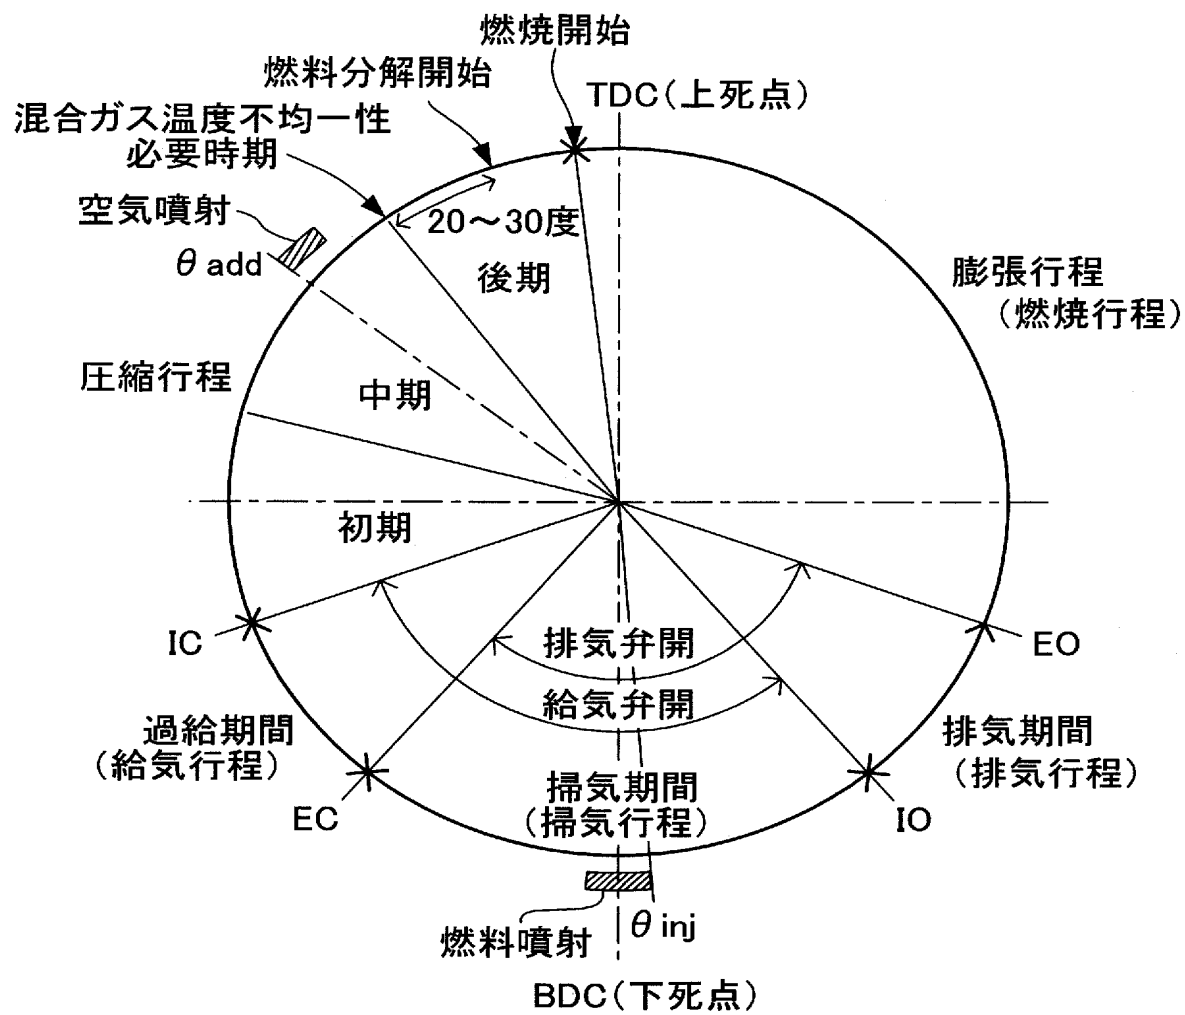 燃焼開始
燃料分解開始
TDC(上死点)
混合ガス温度不均一性
必要時期
空気噴射
θ add
20～30度
後期
膨張行程
(燃焼行程)
圧縮行程
中期
初期
IC
排気弁開
EO
給気弁開
過給期間
(給気行程)
排気期間
(排気行程)
掃気期間
(掃気行程)
EC
IO
θ inj
燃料噴射
BDC(下死点)